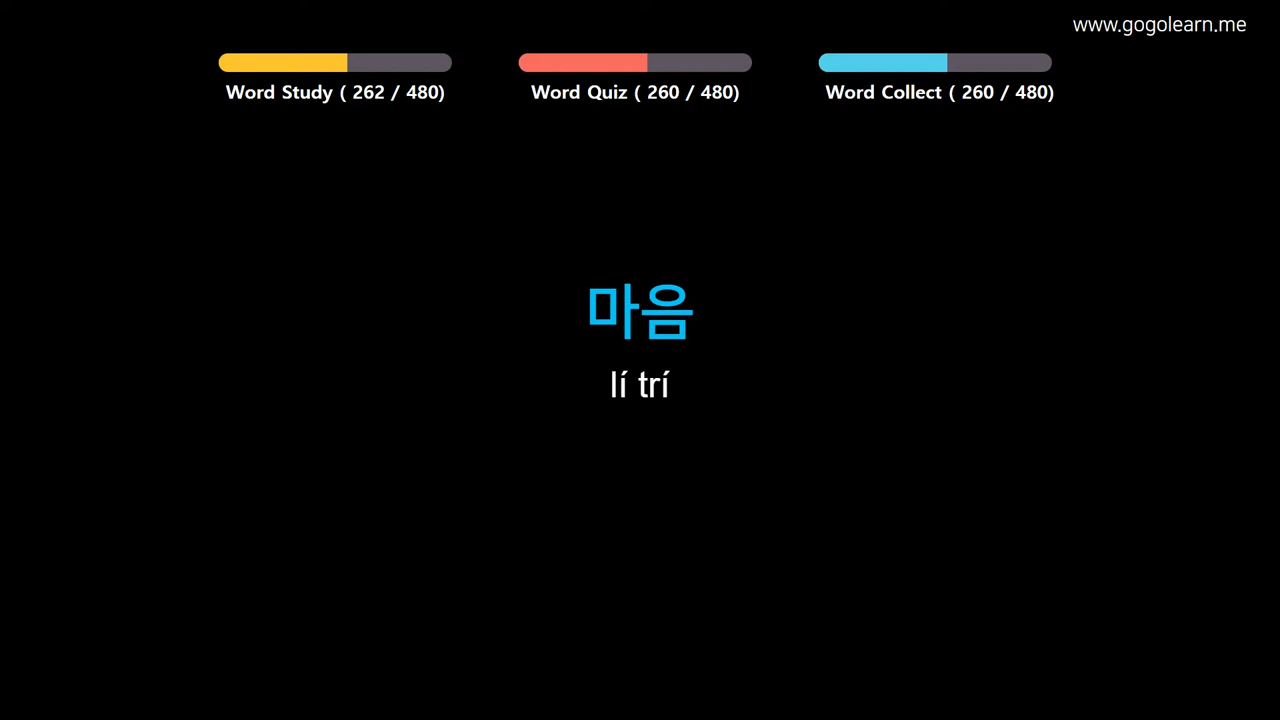 www.gogolearn.me
Word Study ( 262 / 480)
Word Quiz ( 260 / 480)
Word Collect ( 260 / 480)
마음
lí trí